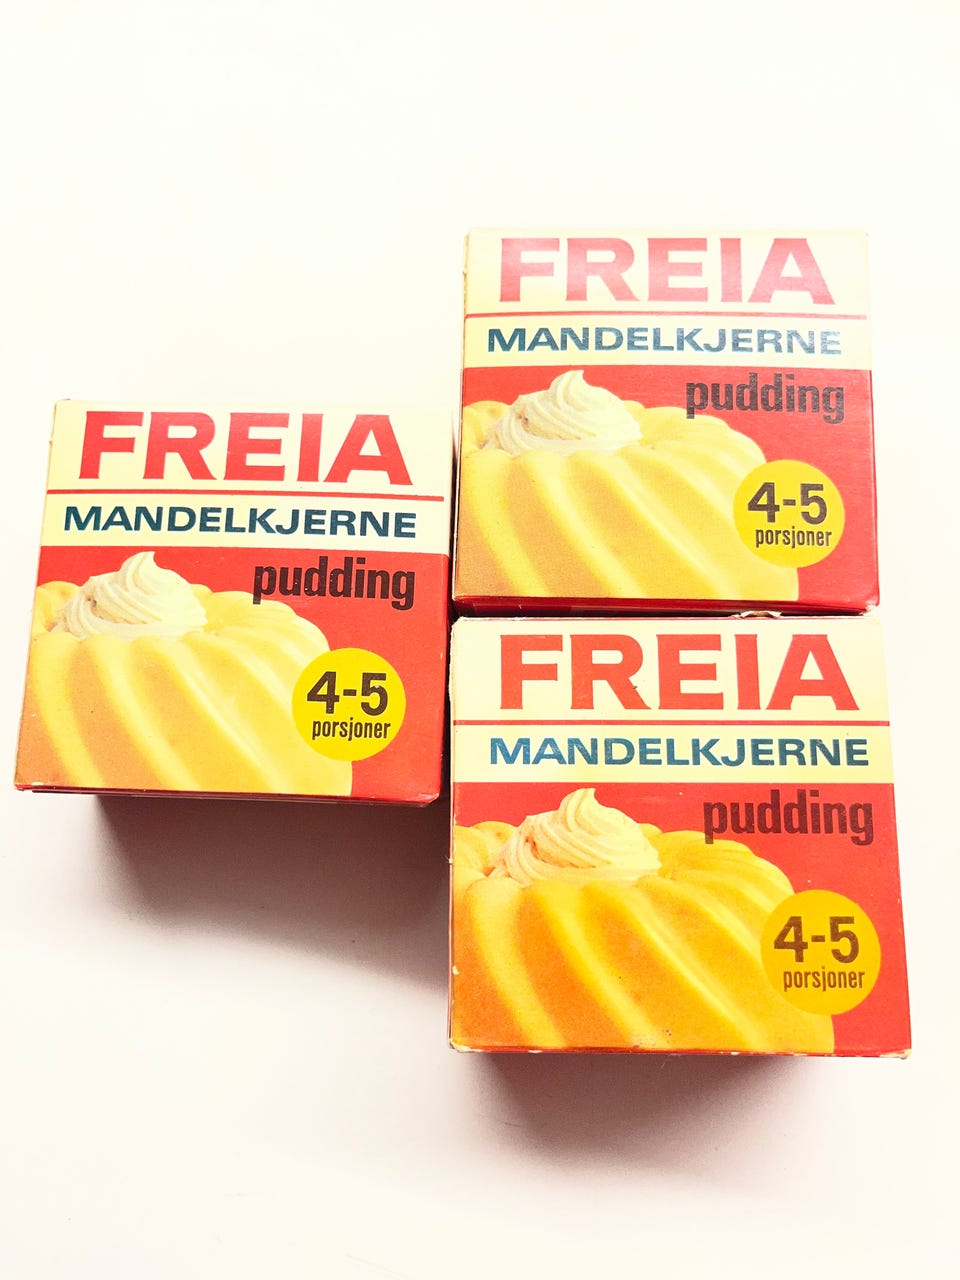 FREIA
MANDELKJERNE
pudding
4-5
porsjoner
FREIA
MANDELKJERNE
pudding
4-5
porsjoner
FREIA
MANDELKJERNE
pudding
4-5
porsjoner